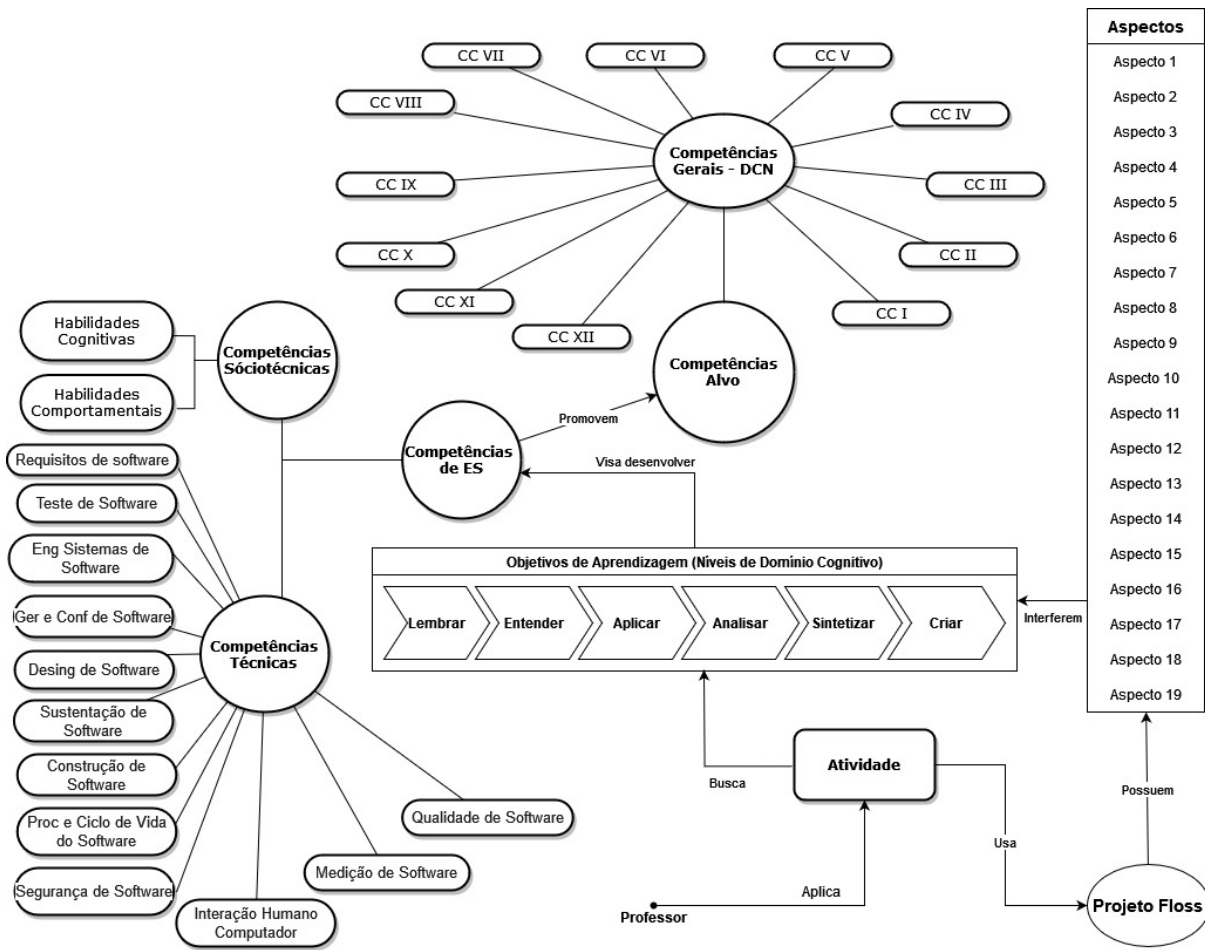 Aspectos
Aspecto 1
Aspecto 2
Aspecto 3
Aspecto 4
Aspecto 5
Aspecto 6
Aspecto 7
Aspecto 8
Aspecto 9
Aspecto 10
Aspecto 11
Aspecto 12
Aspecto 13
Aspecto 14
Aspecto 15
Aspecto 16
Aspecto 17
Aspecto 18
Aspecto 19
CC VII
CC VI
CC V
CC VIII
CC IV
CC IX
CC III
CC X
CC II
CC XI
CC I
CC XII
Competências
Gerais - DCN
Competências
Alvo
Habilidades
Cognitivas
Habilidades
Comportamentais
Competências
Sóciotécnicas
Competências
de ES
Promovem
Visa desenvolver
Requisitos de software
Teste de Software
Eng Sistemas de
Software
Ger e Conf de Software
Desing de Software
Sustentação de
Software
Construção de
Software
Proc e Ciclo de Vida
do Software
Segurança de Software
Interação Humano
Computador
Medição de Software
Qualidade de Software
Competências
Técnicas
Objetivos de Aprendizagem (Níveis de Domínio Cognitivo)
Lembrar
Entender
Aplicar
Analisar
Sintetizar
Criar
Interferem
Atividade
Busca
Usa
Possuem
Aplica
Professor
Projeto Floss